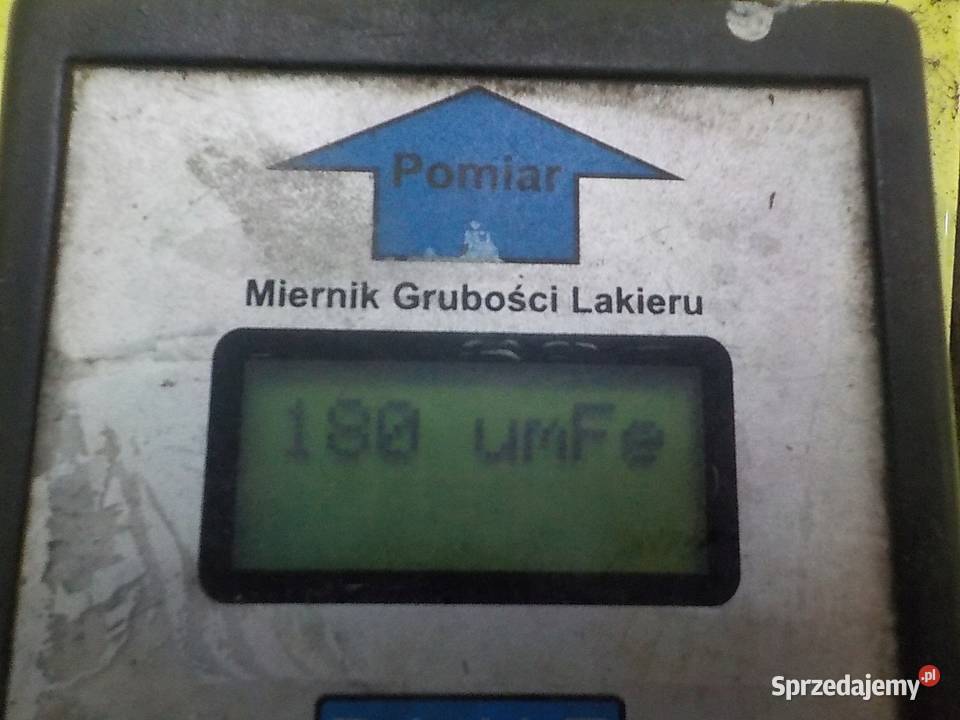 Pomiar
Miernik Grubości Lakieru
180 umFe
Sprzedajemy.pl